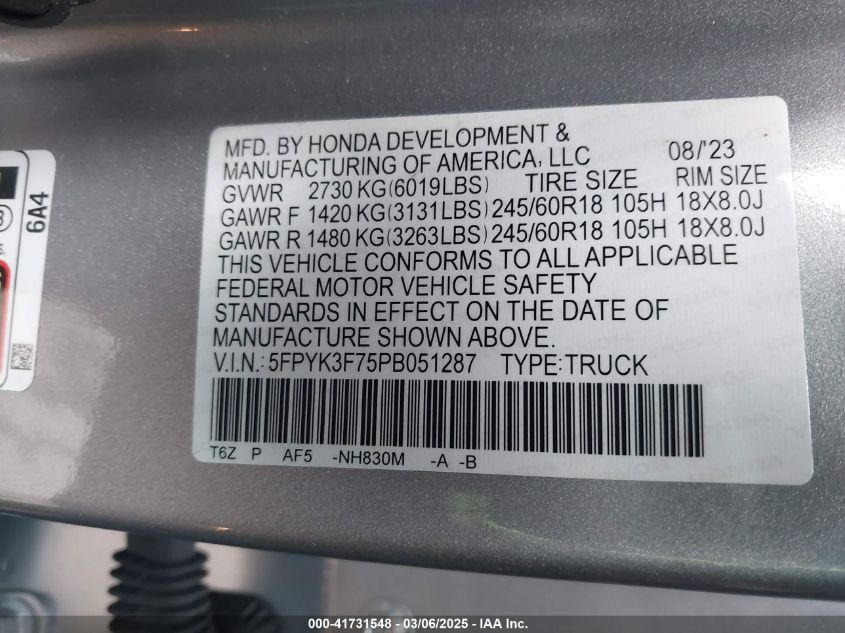 MFD. BY HONDA DEVELOPMENT &
MANUFACTURING OF AMERICA, LLC 08/'23
GVWR 2730 KG(6019LBS) TIRE SIZE RIM SIZE
GAWR F 1420 KG(3131LBS) 245/60R18 105H 18X8.0J
GAWR R 1480 KG(3263LBS) 245/60R18 105H 18X8.0J
THIS VEHICLE CONFORMS TO ALL APPLICABLE
FEDERAL MOTOR VEHICLE SAFETY
STANDARDS IN EFFECT ON THE DATE OF
MANUFACTURE SHOWN ABOVE.
V.I.N.: 5FPYK3F75PB051287 TYPE:TRUCK
T6Z P AF5 -NH830M -A -B
6A4
000-41731548 - 03/06/2025 - IAA Inc.